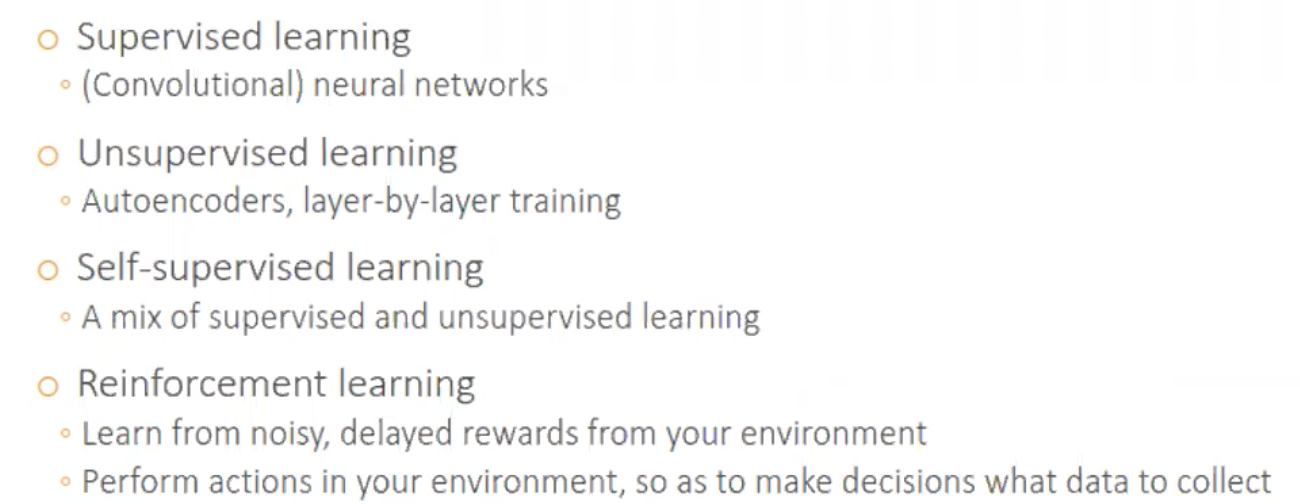 Supervised learning
(Convolutional) neural networks
Unsupervised learning
Autoencoders, layer-by-layer training
Self-supervised learning
A mix of supervised and unsupervised learning
Reinforcement learning
Learn from noisy, delayed rewards from your environment
Perform actions in your environment, so as to make decisions what data to collect